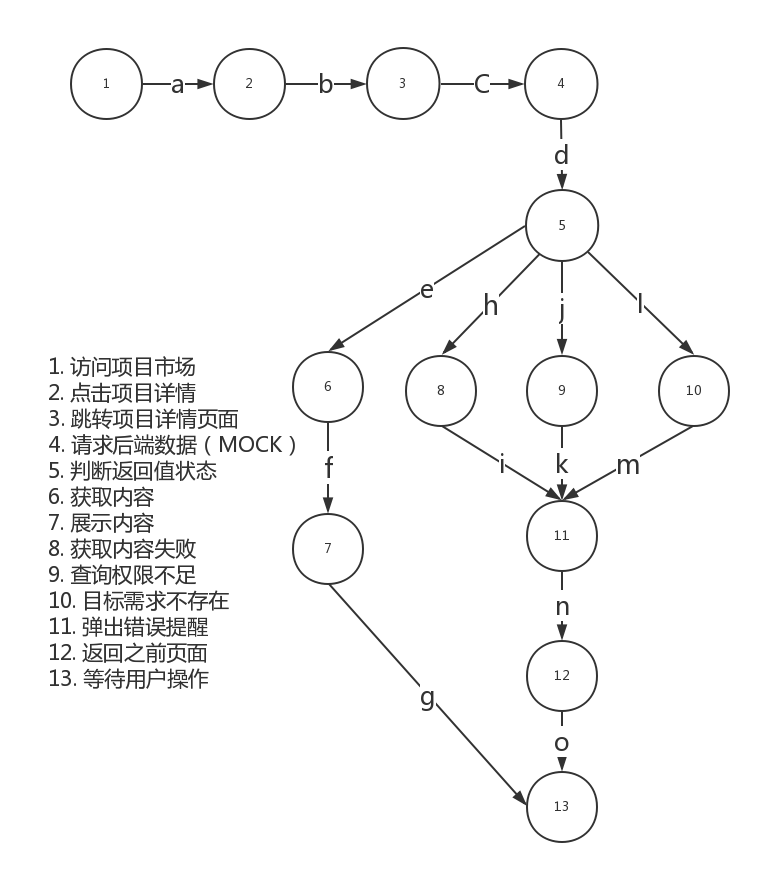 1 a 2 b 3 C 4
d
5
e h j l
6 8 9 10
f i k m
7 11
n
12
g
o
13
1. 访问项目市场
2. 点击项目详情
3. 跳转项目详情页面
4. 请求后端数据（MOCK）
5. 判断返回值状态
6. 获取内容
7. 展示内容
8. 获取内容失败
9. 查询权限不足
10. 目标需求不存在
11. 弹出错误提醒
12. 返回之前页面
13. 等待用户操作